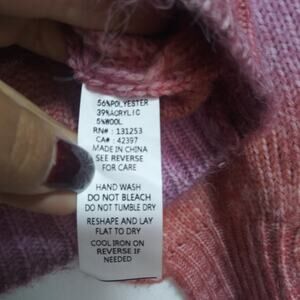 56%POLYESTER
39%ACRYLIC
5%WOOL
RN# : 131253
CA# : 42397
MADE IN CHINA
SEE REVERSE
FOR CARE
HAND WASH
DO NOT BLEACH
DO NOT TUMBLE DRY
RESHAPE AND LAY
FLAT TO DRY
COOL IRON ON
REVERSE IF
NEEDED